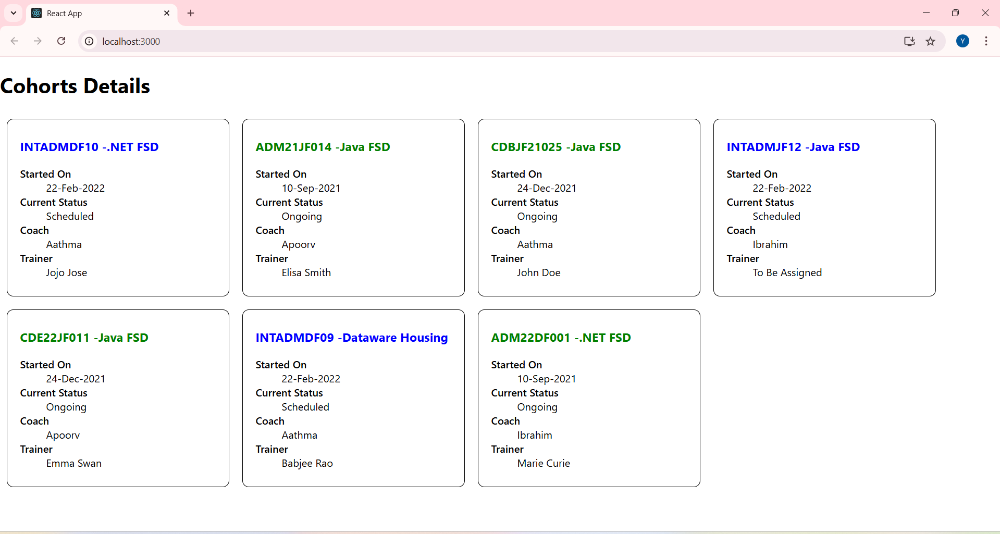 React App
localhost:3000
Y
Cohorts Details
INTADMDF10 -.NET FSD
Started On
22-Feb-2022
Current Status
Scheduled
Coach
Aathma
Trainer
Jojo Jose
ADM21JF014 -Java FSD
Started On
10-Sep-2021
Current Status
Ongoing
Coach
Apoorv
Trainer
Elisa Smith
CDBJF21025 -Java FSD
Started On
24-Dec-2021
Current Status
Ongoing
Coach
Aathma
Trainer
John Doe
INTADMJF12 -Java FSD
Started On
22-Feb-2022
Current Status
Scheduled
Coach
Ibrahim
Trainer
To Be Assigned
CDE22JF011 -Java FSD
Started On
24-Dec-2021
Current Status
Ongoing
Coach
Apoorv
Trainer
Emma Swan
INTADMDF09 -Dataware Housing
Started On
22-Feb-2022
Current Status
Scheduled
Coach
Aathma
Trainer
Babjee Rao
ADM22DF001 -.NET FSD
Started On
10-Sep-2021
Current Status
Ongoing
Coach
Ibrahim
Trainer
Marie Curie